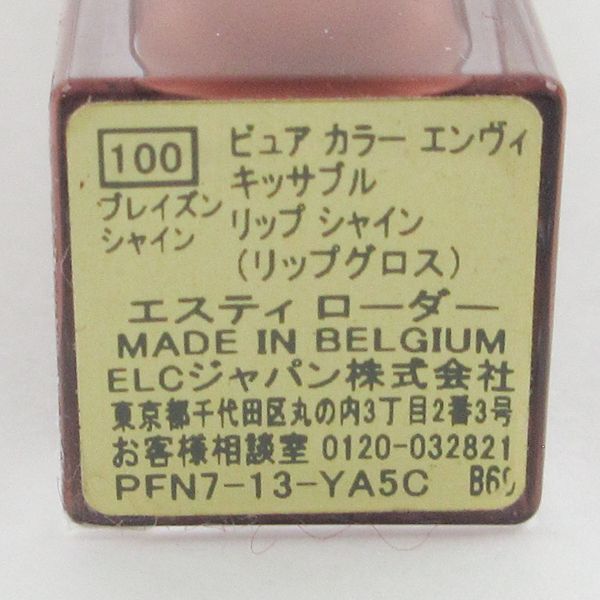 100 ピュア カラー エンヴィ
キッサブル
ブレイズン リップ シャイン
シャイン (リップグロス)
エスティ ローダー
MADE IN BELGIUM
ELCジャパン株式会社
東京都千代田区丸の内3丁目2番3号
お客様相談室 0120-032821
PFN7-13-YA5C